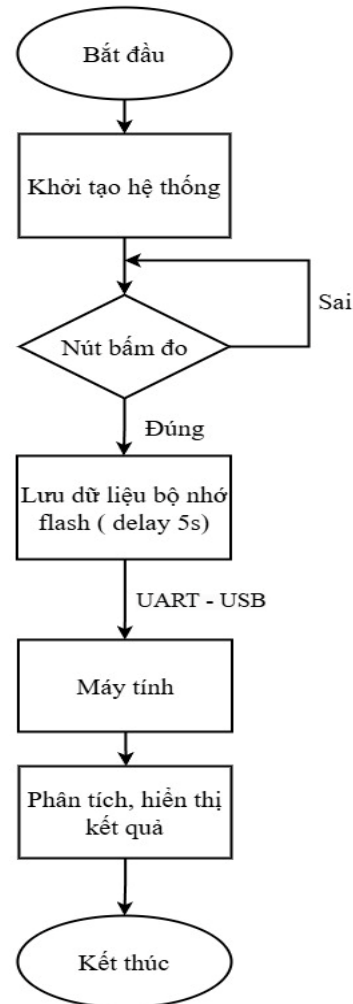 Bắt đầu
Khởi tạo hệ thống
Sai
Nút bấm đo
Đúng
Lưu dữ liệu bộ nhớ
flash ( delay 5s)
UART - USB
Máy tính
Phân tích, hiển thị
kết quả
Kết thúc